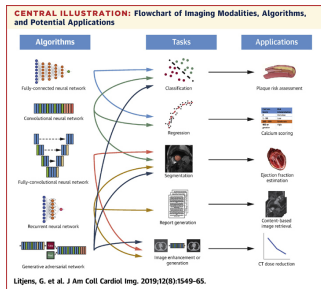 CENTRAL ILLUSTRATION: Flowchart of Imaging Modalities, Algorithms,
and Potential Applications
Algorithms
Tasks
Applications
Fully-connected neural network
Classification
Plaque risk assessment
Convolutional neural network
Regression
Calcium scoring
Fully-convolutional neural network
Segmentation
Ejection fraction
estimation
Recurrent neural network
Report generation
Content-based
image retrieval
Generative adversarial network
Image enhancement or
generation
CT dose reduction
Litjens, G. et al. J Am Coll Cardiol Img. 2019;12(8):1549-65.